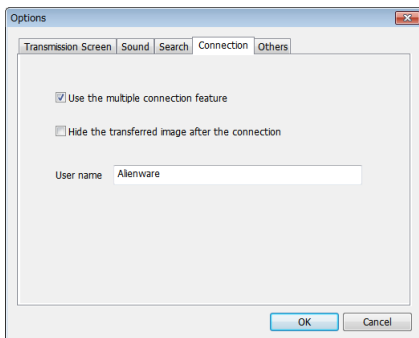 Options
Transmission Screen Sound Search Connection Others
Use the multiple connection feature
Hide the transferred image after the connection
User name Alienware
OK Cancel